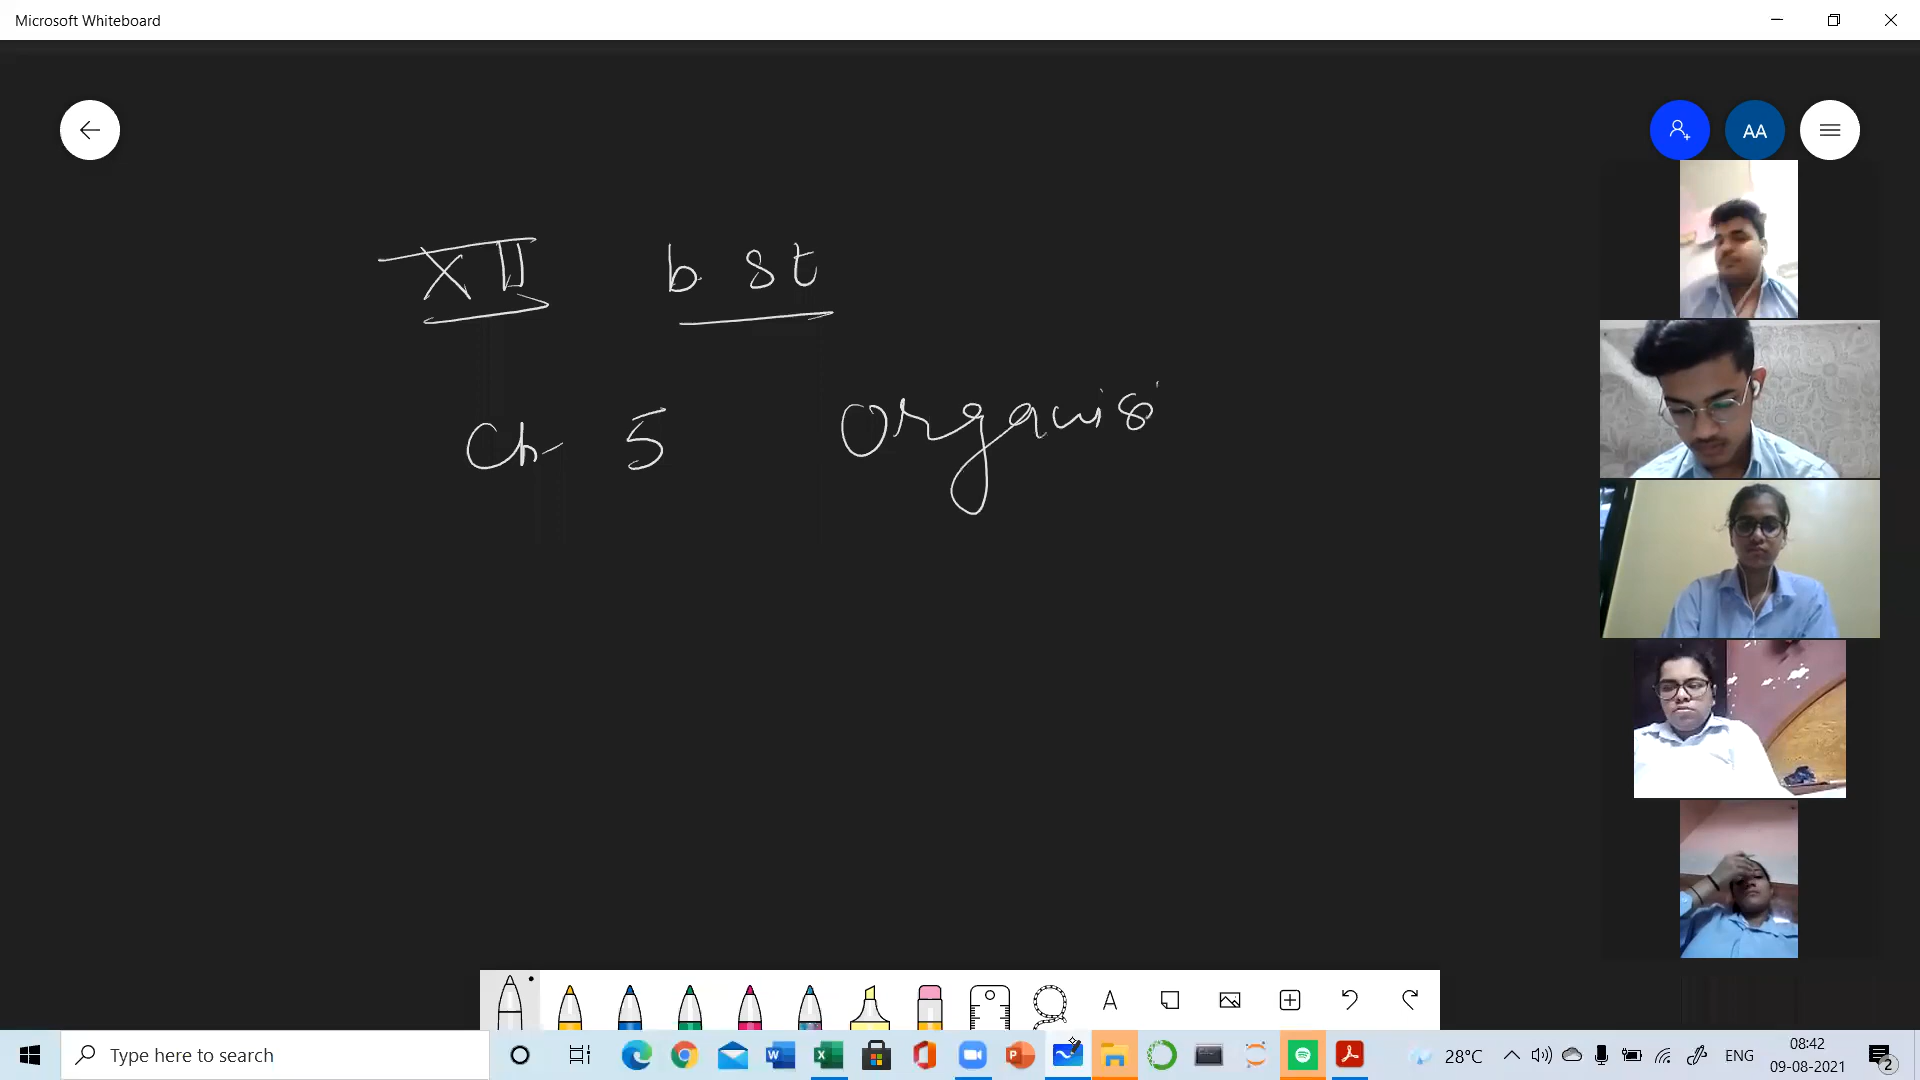 Microsoft Whiteboard
AA
XII b st
Ch 5 Organis
A
Type here to search
28°C
ENG
08:42
09-08-2021
2